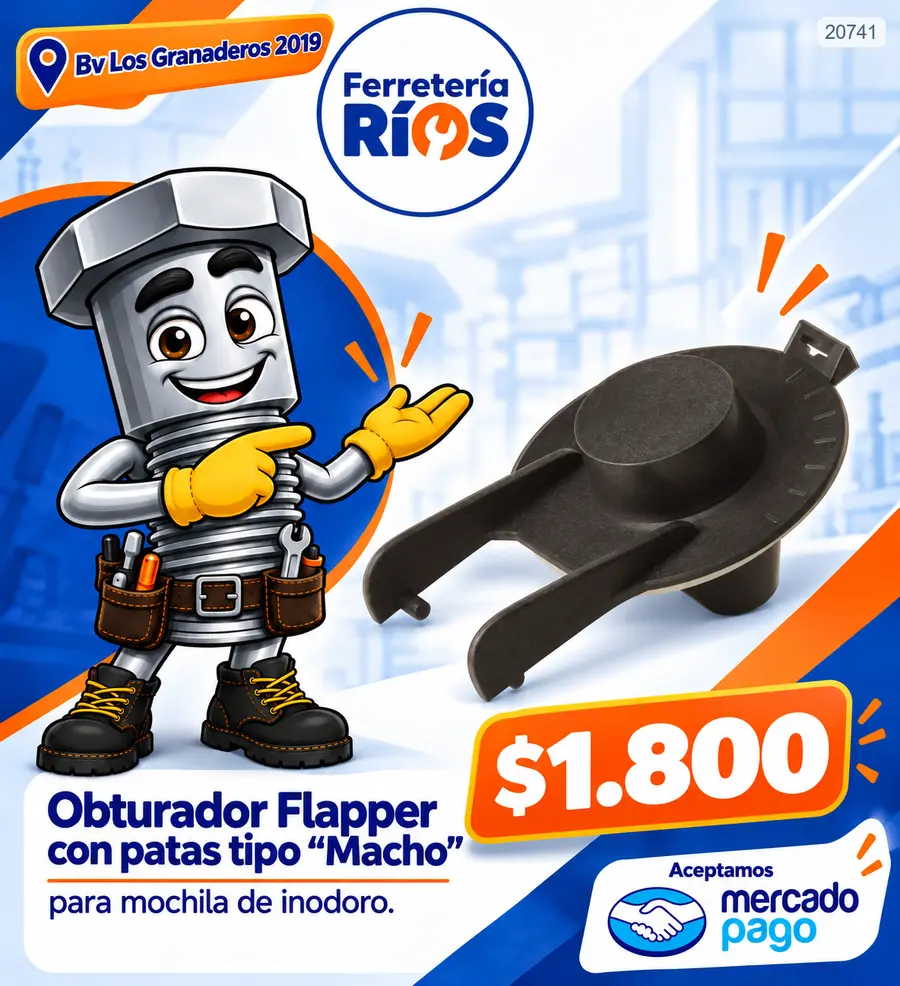 Bv Los Granaderos 2019
Ferretería
RÍOS
20741
$1.800
Obturador Flapper
con patas tipo “Macho”
para mochila de inodoro.
Aceptamos
mercado
pago